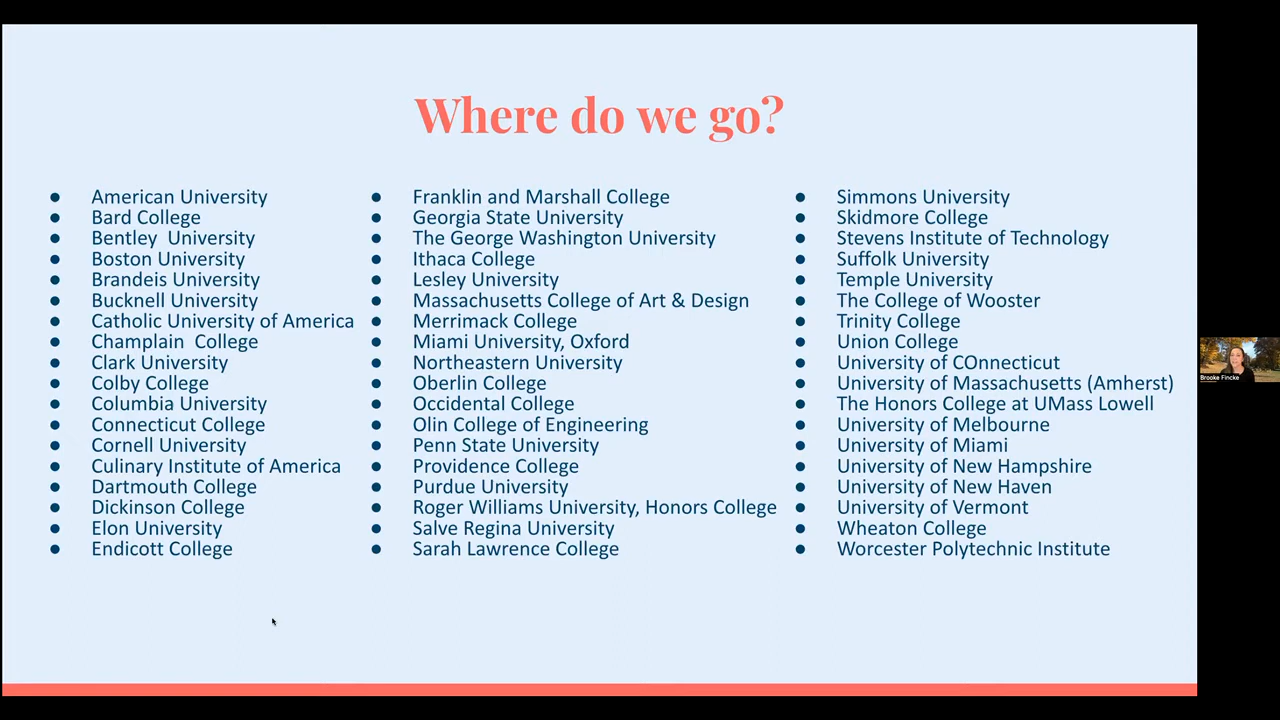 Where do we go?
● American University
● Bard College
● Bentley  University
● Boston University
● Brandeis University
● Bucknell University
● Catholic University of America
● Champlain  College
● Clark University
● Colby College
● Columbia University
● Connecticut College
● Cornell University
● Culinary Institute of America
● Dartmouth College
● Dickinson College
● Elon University
● Endicott College
● Franklin and Marshall College
● Georgia State University
● The George Washington University
● Ithaca College
● Lesley University
● Massachusetts College of Art & Design
● Merrimack College
● Miami University, Oxford
● Northeastern University
● Oberlin College
● Occidental College
● Olin College of Engineering
● Penn State University
● Providence College
● Purdue University
● Roger Williams University, Honors College
● Salve Regina University
● Sarah Lawrence College
● Simmons University
● Skidmore College
● Stevens Institute of Technology
● Suffolk University
● Temple University
● The College of Wooster
● Trinity College
● Union College
● University of COnnecticut
● University of Massachusetts (Amherst)
● The Honors College at UMass Lowell
● University of Melbourne
● University of Miami
● University of New Hampshire
● University of New Haven
● University of Vermont
● Wheaton College
● Worcester Polytechnic Institute
Brooke Fincke